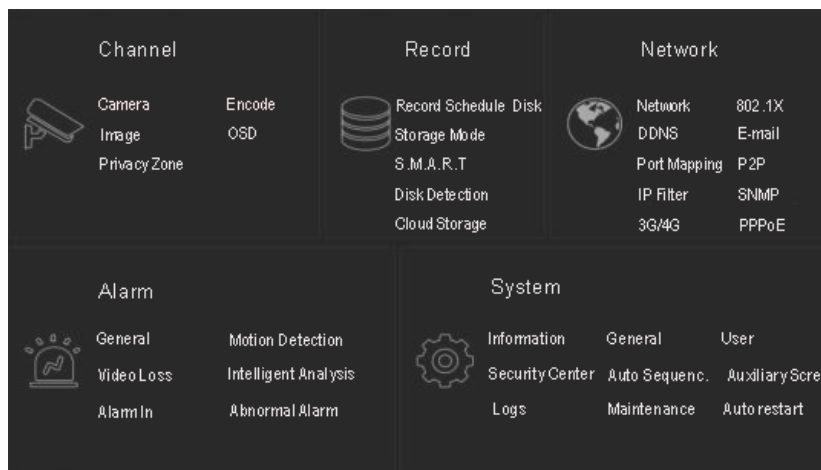 Channel
Camera Encode
Image OSD
Privacy Zone
Record
Record Schedule Disk
Storage Mode
S.M.A.R.T
Disk Detection
Cloud Storage
Network
Network 802.1X
DDNS E-mail
Port Mapping P2P
IP Filter SNMP
3G/4G PPPoE
Alarm
General Motion Detection
Video Loss Intelligent Analysis
Alarm In Abnormal Alarm
System
Information General User
Security Center Auto Sequenc. Auxiliary Scre
Logs Maintenance Auto restart